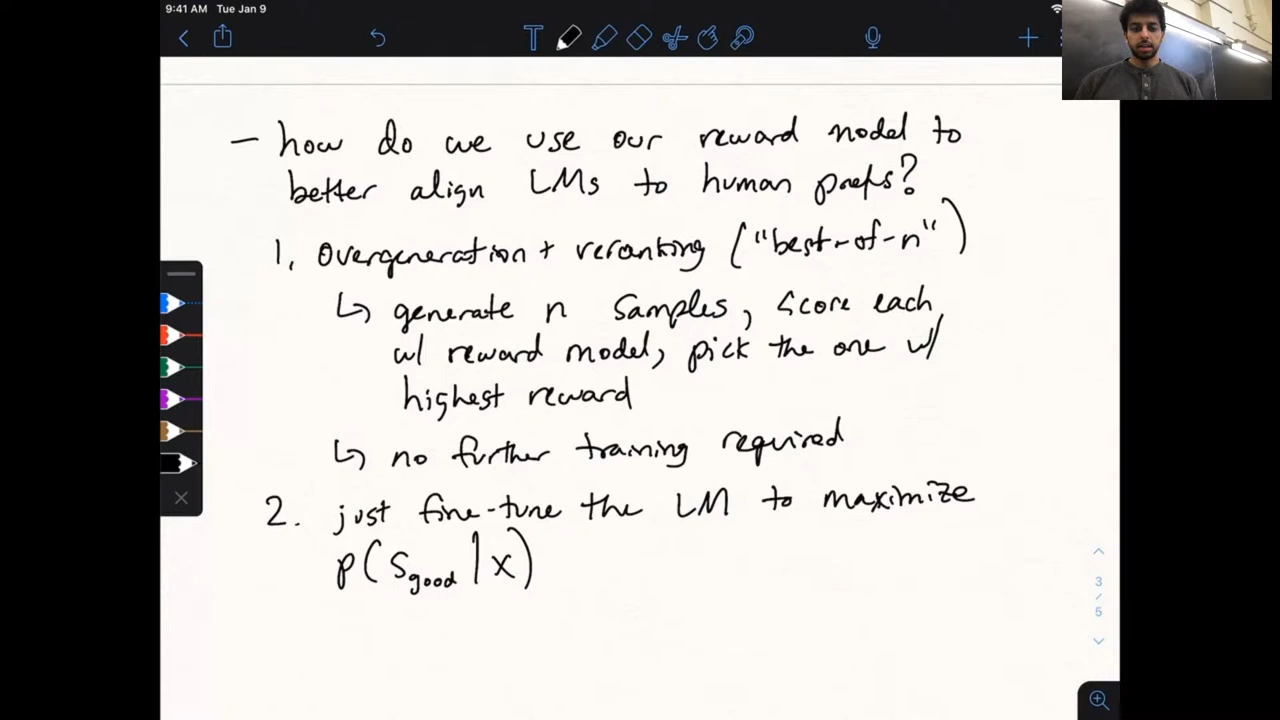 9:41 AM Tue Jan 9
- how do we use our reward model to
better align LMs to human prefs?
1. overgeneration + reranking ("best-of-n")
↳ generate n samples, score each
w/ reward model, pick the one w/
highest reward
↳ no further training required
2. just fine-tune the LM to maximize
p(S_good | x)
3
/
5